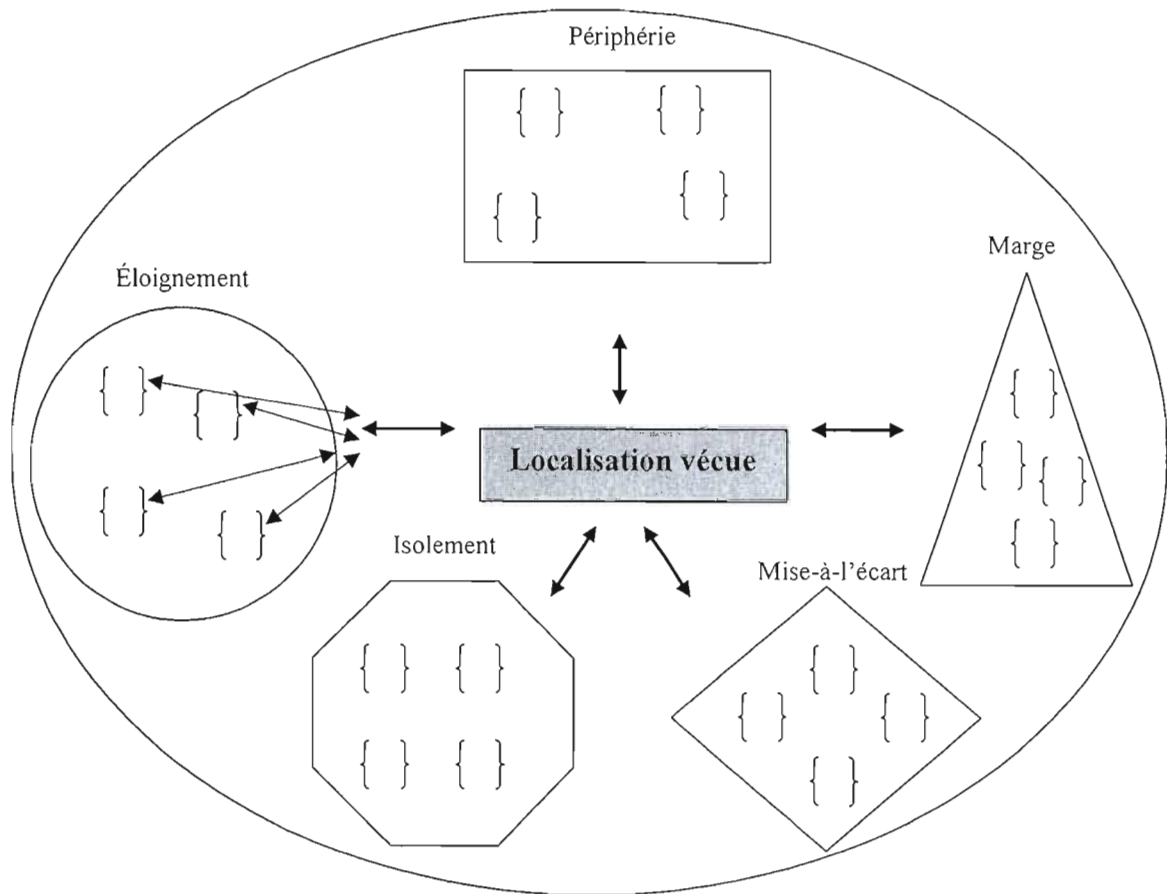 Périphérie
{ } { }
{ } { }
Marge
{ }
{ } { }
{ }
Éloignement
{ } { }
{ } { }
Localisation vécue
Isolement
{ } { }
{ } { }
Mise-à-l'écart
{ }
{ } { }
{ }